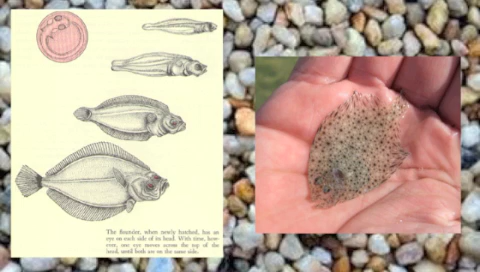 The flounder, when newly hatched, has an
eye on each side of its head. With time, how-
ever, one eye moves across the top of the
head, until both are on the same side.